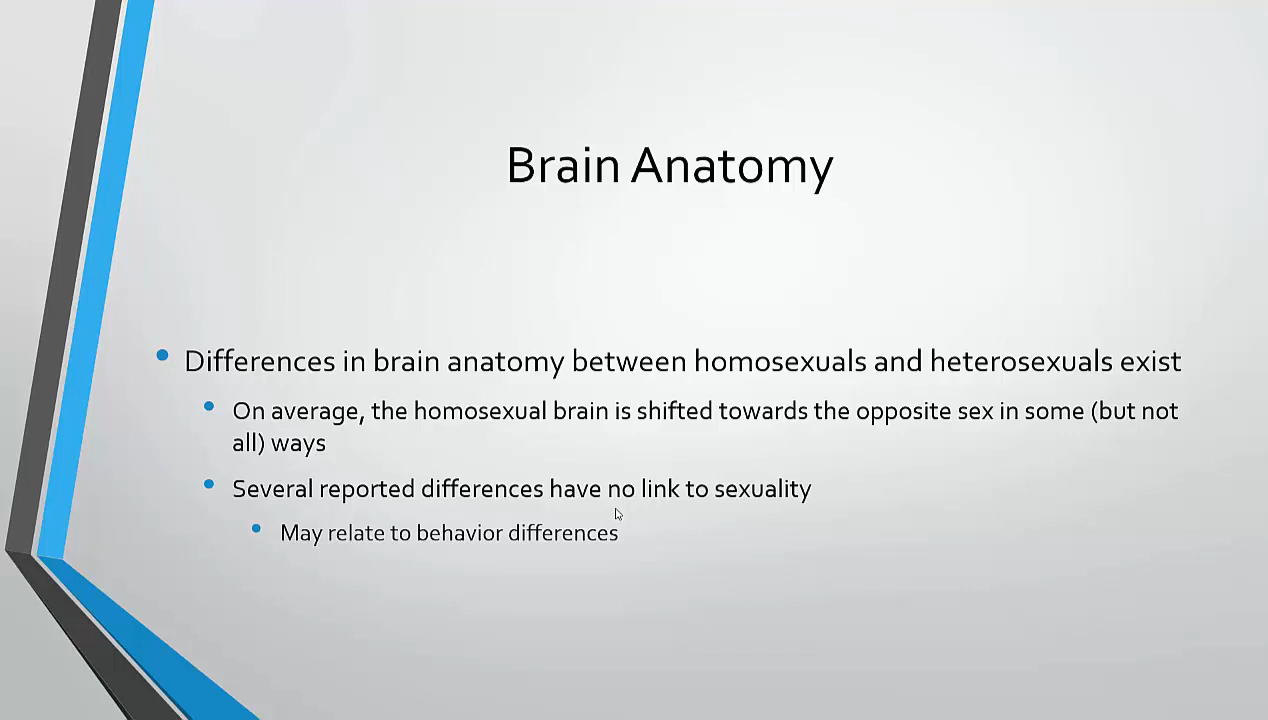 Brain Anatomy
Differences in brain anatomy between homosexuals and heterosexuals exist
On average, the homosexual brain is shifted towards the opposite sex in some (but not
all) ways
Several reported differences have no link to sexuality
May relate to behavior differences